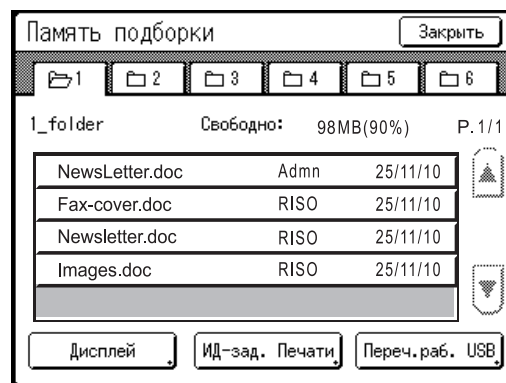 Память подборки Закрыть
1 2 3 4 5 6
1_folder Свободно: 98MB(90%) P.1/1
NewsLetter.doc Admn 25/11/10
Fax-cover.doc RISO 25/11/10
Newsletter.doc RISO 25/11/10
Images.doc RISO 25/11/10
Дисплей ИД-зад. Печати Переч.раб. USB